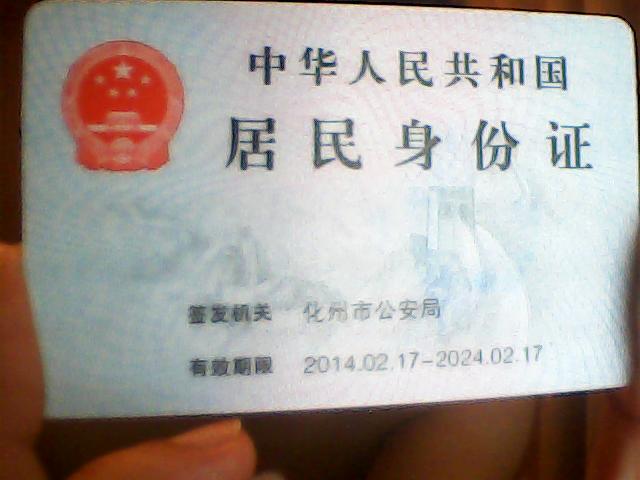 中华人民共和国
居民身份证
签发机关 化州市公安局
有效期限 2014.02.17-2024.02.17